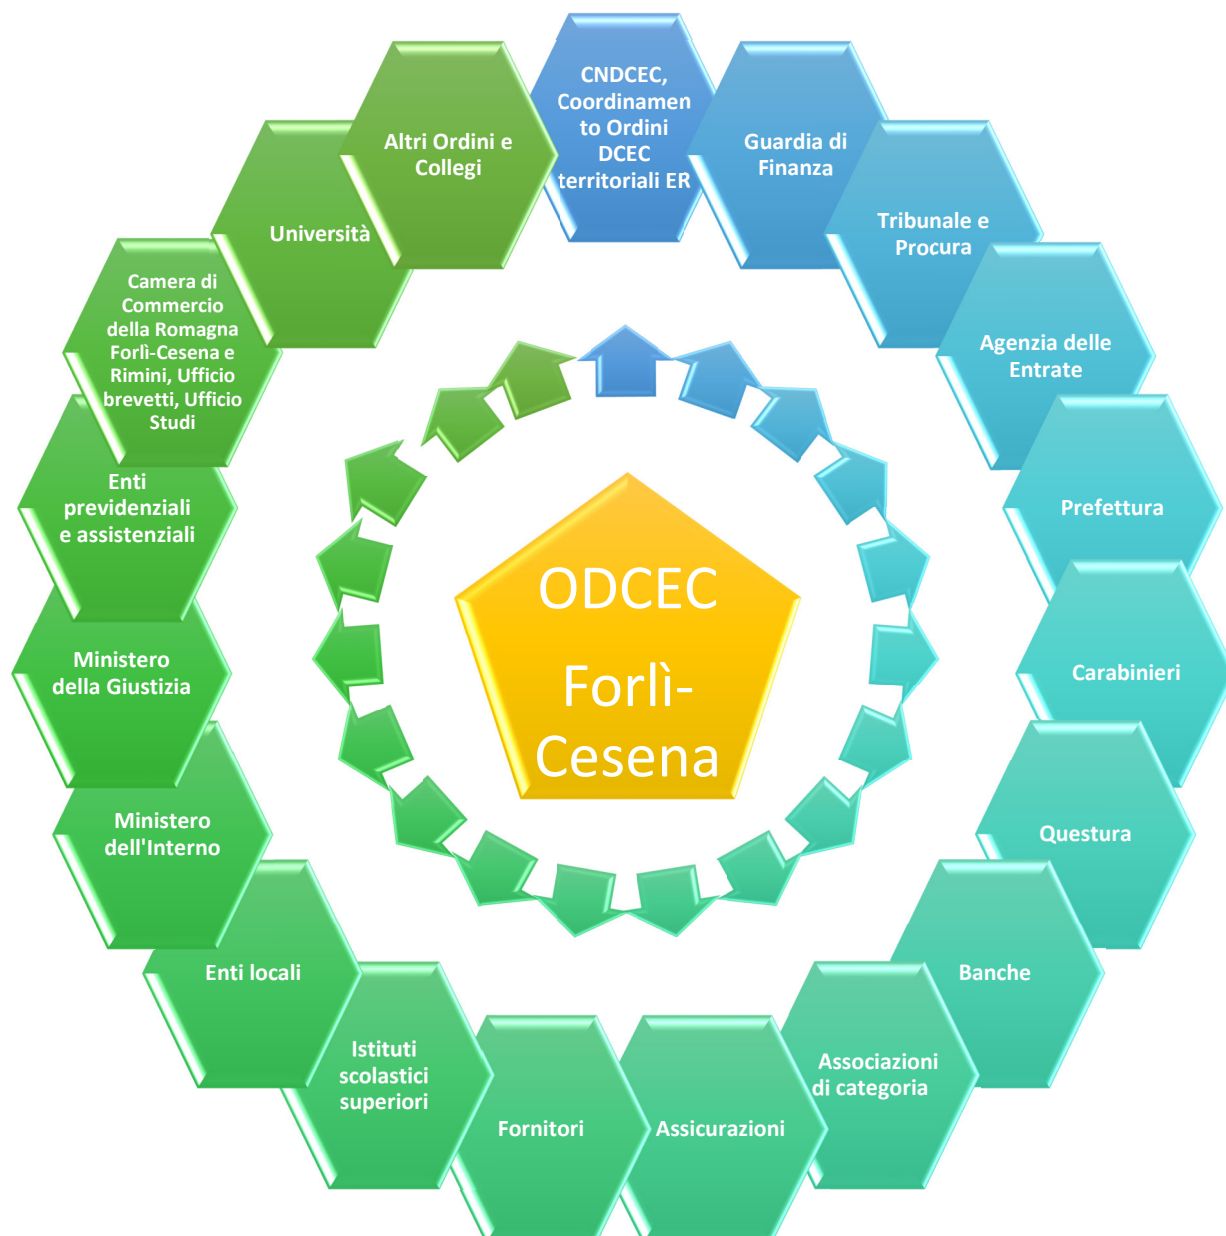 CNDCEC,
Coordinamen
to Ordini
DCEC
territoriali ER
Guardia di
Finanza
Tribunale e
Procura
Agenzia delle
Entrate
Prefettura
Carabinieri
Questura
Banche
Associazioni
di categoria
Assicurazioni
Fornitori
Istituti
scolastici
superiori
Enti locali
Ministero
dell'Interno
Ministero
della Giustizia
Enti
previdenziali
e assistenziali
Camera di
Commercio
della Romagna
Forlì-Cesena e
Rimini, Ufficio
brevetti, Ufficio
Studi
Università
Altri Ordini e
Collegi
ODCEC
Forlì-
Cesena